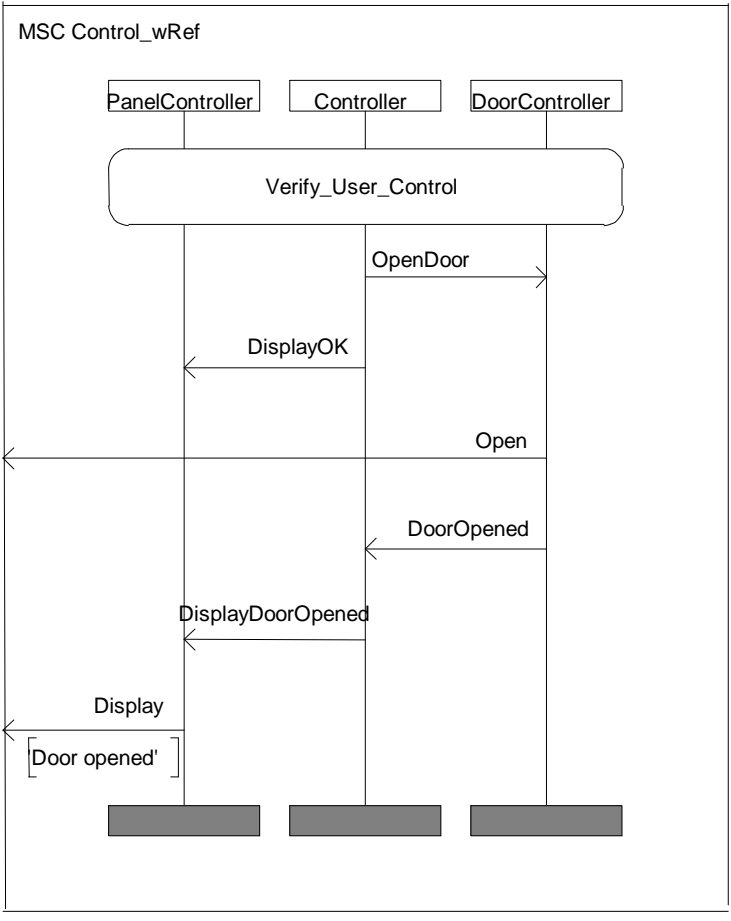 MSC Control_wRef
PanelController
Controller
DoorController
Verify_User_Control
OpenDoor
DisplayOK
Open
DoorOpened
DisplayDoorOpened
Display
'Door opened'